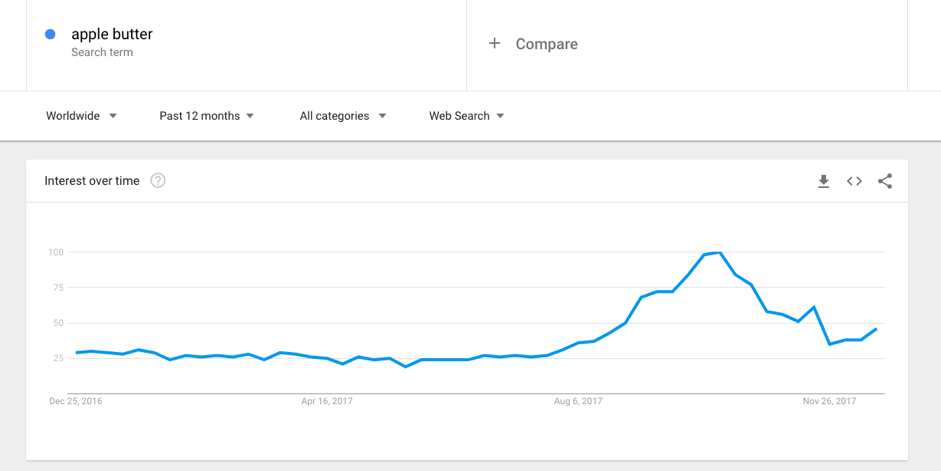 apple butter
Search term
+ Compare
Worldwide Past 12 months All categories Web Search
Interest over time ?
100
75
50
25
Dec 25, 2016 Apr 16, 2017 Aug 6, 2017 Nov 26, 2017